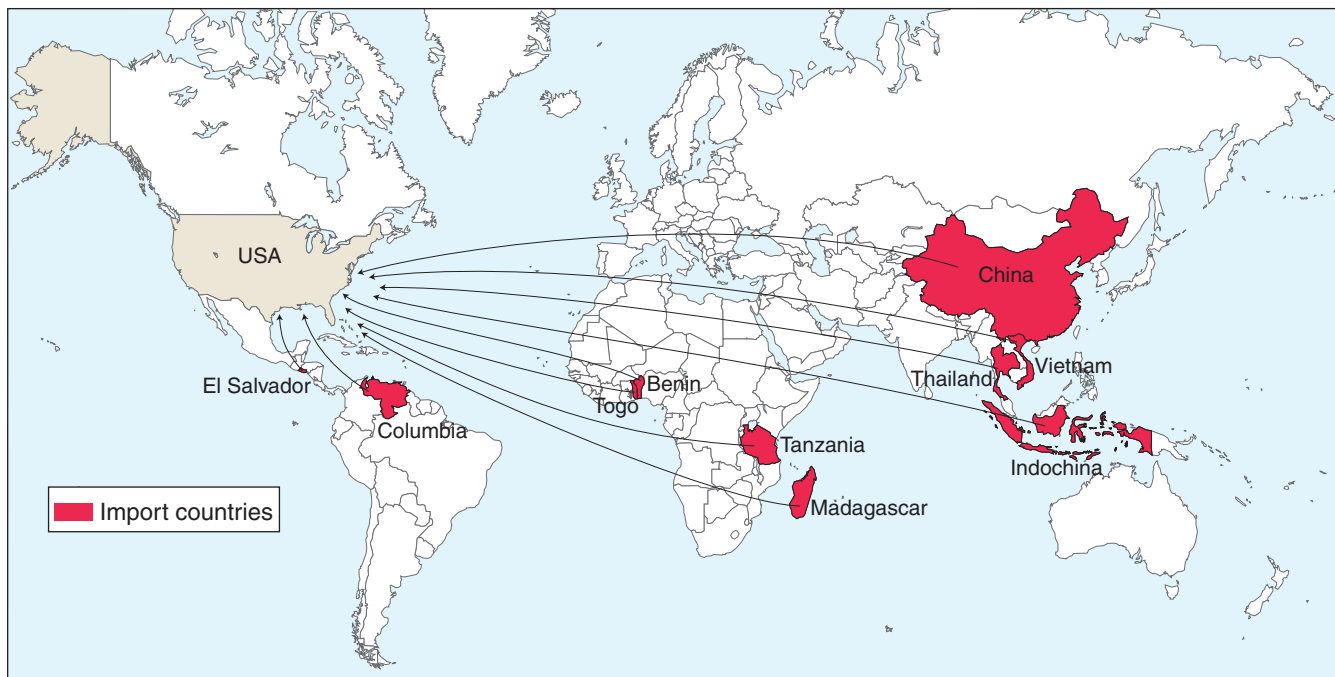 USA
China
El Salvador
Benin
Togo
Thailand
Vietnam
Columbia
Tanzania
Indochina
Madagascar
Import countries